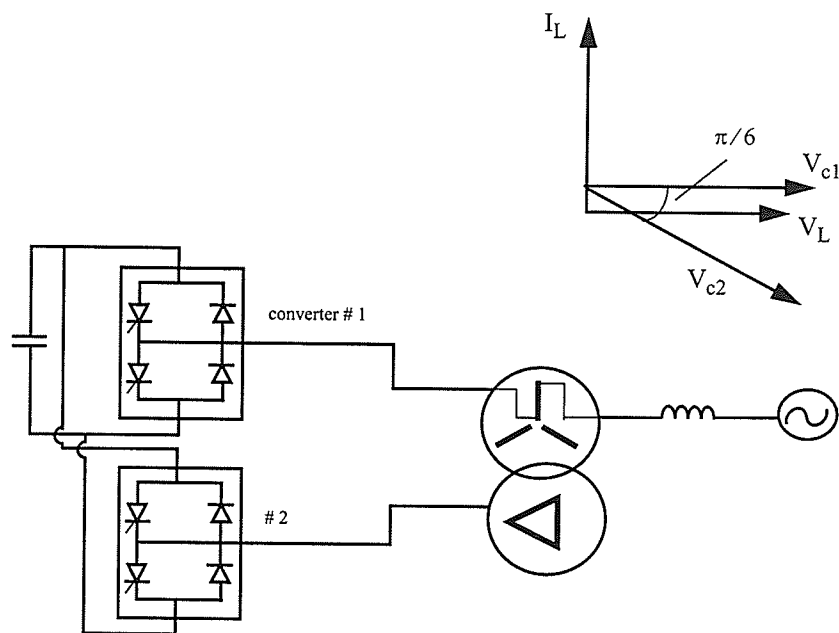 I_L
π/6
V_c1
V_L
V_c2
converter # 1
# 2